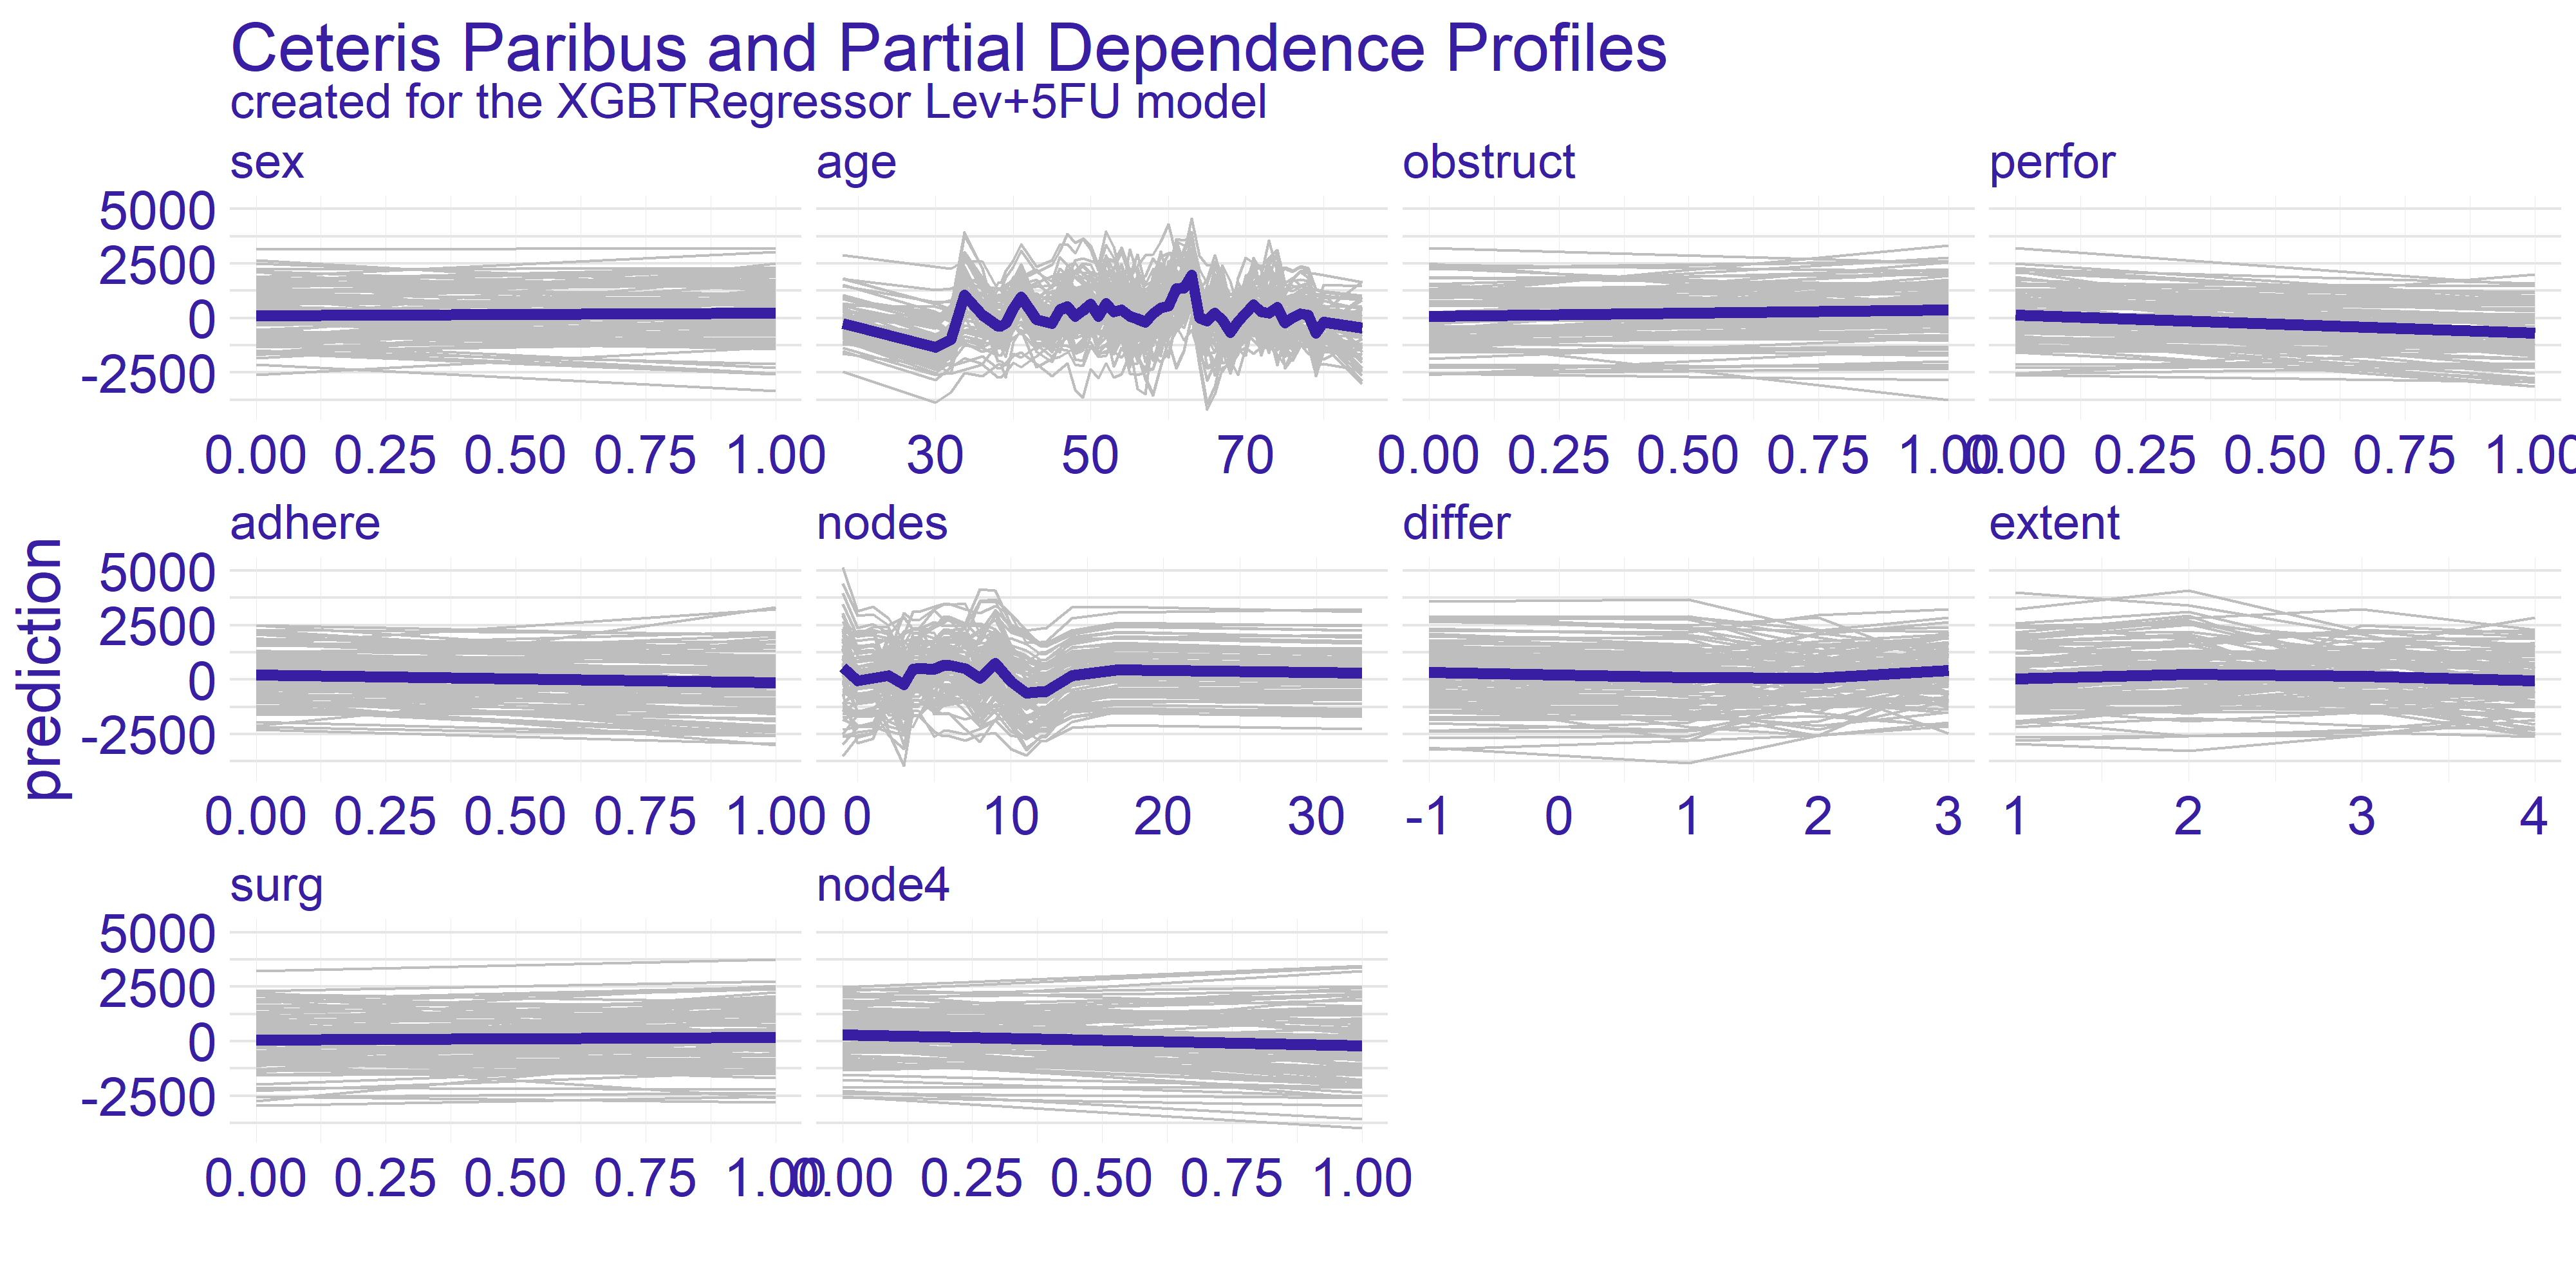 Ceteris Paribus and Partial Dependence Profiles
created for the XGBTRegressor Lev+5FU model
sex age obstruct perfor
5000
2500
0
-2500
0.00 0.25 0.50 0.75 1.00 30 50 70 0.00 0.25 0.50 0.75 1.00 0.00 0.25 0.50 0.75 1.00
prediction
adhere nodes differ extent
5000
2500
0
-2500
0.00 0.25 0.50 0.75 1.00 0 10 20 30 -1 0 1 2 3 1 2 3 4
surg node4
5000
2500
0
-2500
0.00 0.25 0.50 0.75 1.00 0.00 0.25 0.50 0.75 1.00